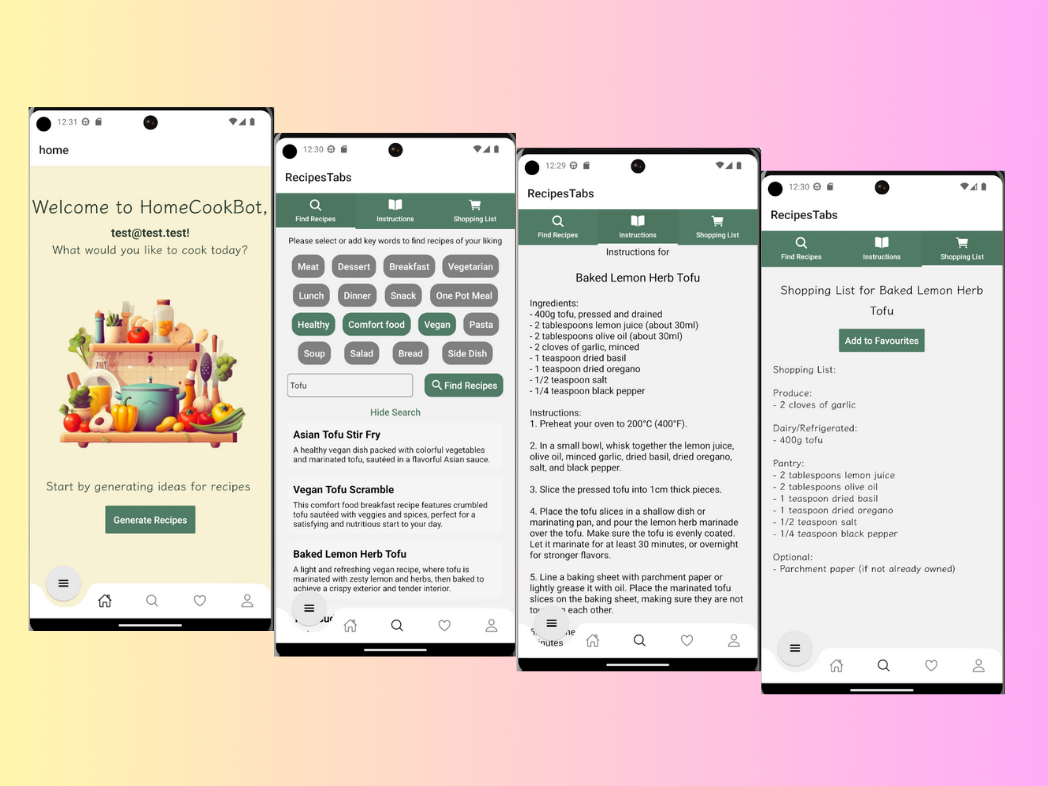 12:31
home
Welcome to HomeCookBot,
test@test.test!
What would you like to cook today?
Start by generating ideas for recipes
Generate Recipes
12:30
RecipesTabs
Find Recipes
Instructions
Shopping List
Please select or add key words to find recipes of your liking
Meat
Dessert
Breakfast
Vegetarian
Lunch
Dinner
Snack
One Pot Meal
Healthy
Comfort food
Vegan
Pasta
Soup
Salad
Bread
Side Dish
Tofu
Find Recipes
Hide Search
Asian Tofu Stir Fry
A healthy vegan dish packed with colorful vegetables
and marinated tofu, sautéed in a flavorful Asian sauce.
Vegan Tofu Scramble
This comfort food breakfast recipe features crumbled
tofu sautéed with veggies and spices, perfect for a
satisfying and nutritious start to your day.
Baked Lemon Herb Tofu
A light and refreshing vegan recipe, where tofu is
marinated with zesty lemon and herbs, then baked to
achieve a crispy exterior and tender interior.
12:29
RecipesTabs
Find Recipes
Instructions
Shopping List
Instructions for
Baked Lemon Herb Tofu
Ingredients:
- 400g tofu, pressed and drained
- 2 tablespoons lemon juice (about 30ml)
- 2 tablespoons olive oil (about 30ml)
- 2 cloves of garlic, minced
- 1 teaspoon dried basil
- 1 teaspoon dried oregano
- 1/2 teaspoon salt
- 1/4 teaspoon black pepper
Instructions:
1. Preheat your oven to 200°C (400°F).
2. In a small bowl, whisk together the lemon juice,
olive oil, minced garlic, dried basil, dried oregano,
salt, and black pepper.
3. Slice the pressed tofu into 1cm thick pieces.
4. Place the tofu slices in a shallow dish or
marinating pan, and pour the lemon herb marinade
over the tofu. Make sure the tofu is evenly coated.
Let it marinate for at least 30 minutes, or overnight
for stronger flavors.
5. Line a baking sheet with parchment paper or
lightly grease it with oil. Place the marinated tofu
slices on the baking sheet, making sure they are not
each other.
12:30
RecipesTabs
Find Recipes
Instructions
Shopping List
Shopping List for Baked Lemon Herb
Tofu
Add to Favourites
Shopping List:
Produce:
- 2 cloves of garlic
Dairy/Refrigerated:
- 400g tofu
Pantry:
- 2 tablespoons lemon juice
- 2 tablespoons olive oil
- 1 teaspoon dried basil
- 1 teaspoon dried oregano
- 1/2 teaspoon salt
- 1/4 teaspoon black pepper
Optional:
- Parchment paper (if not already owned)